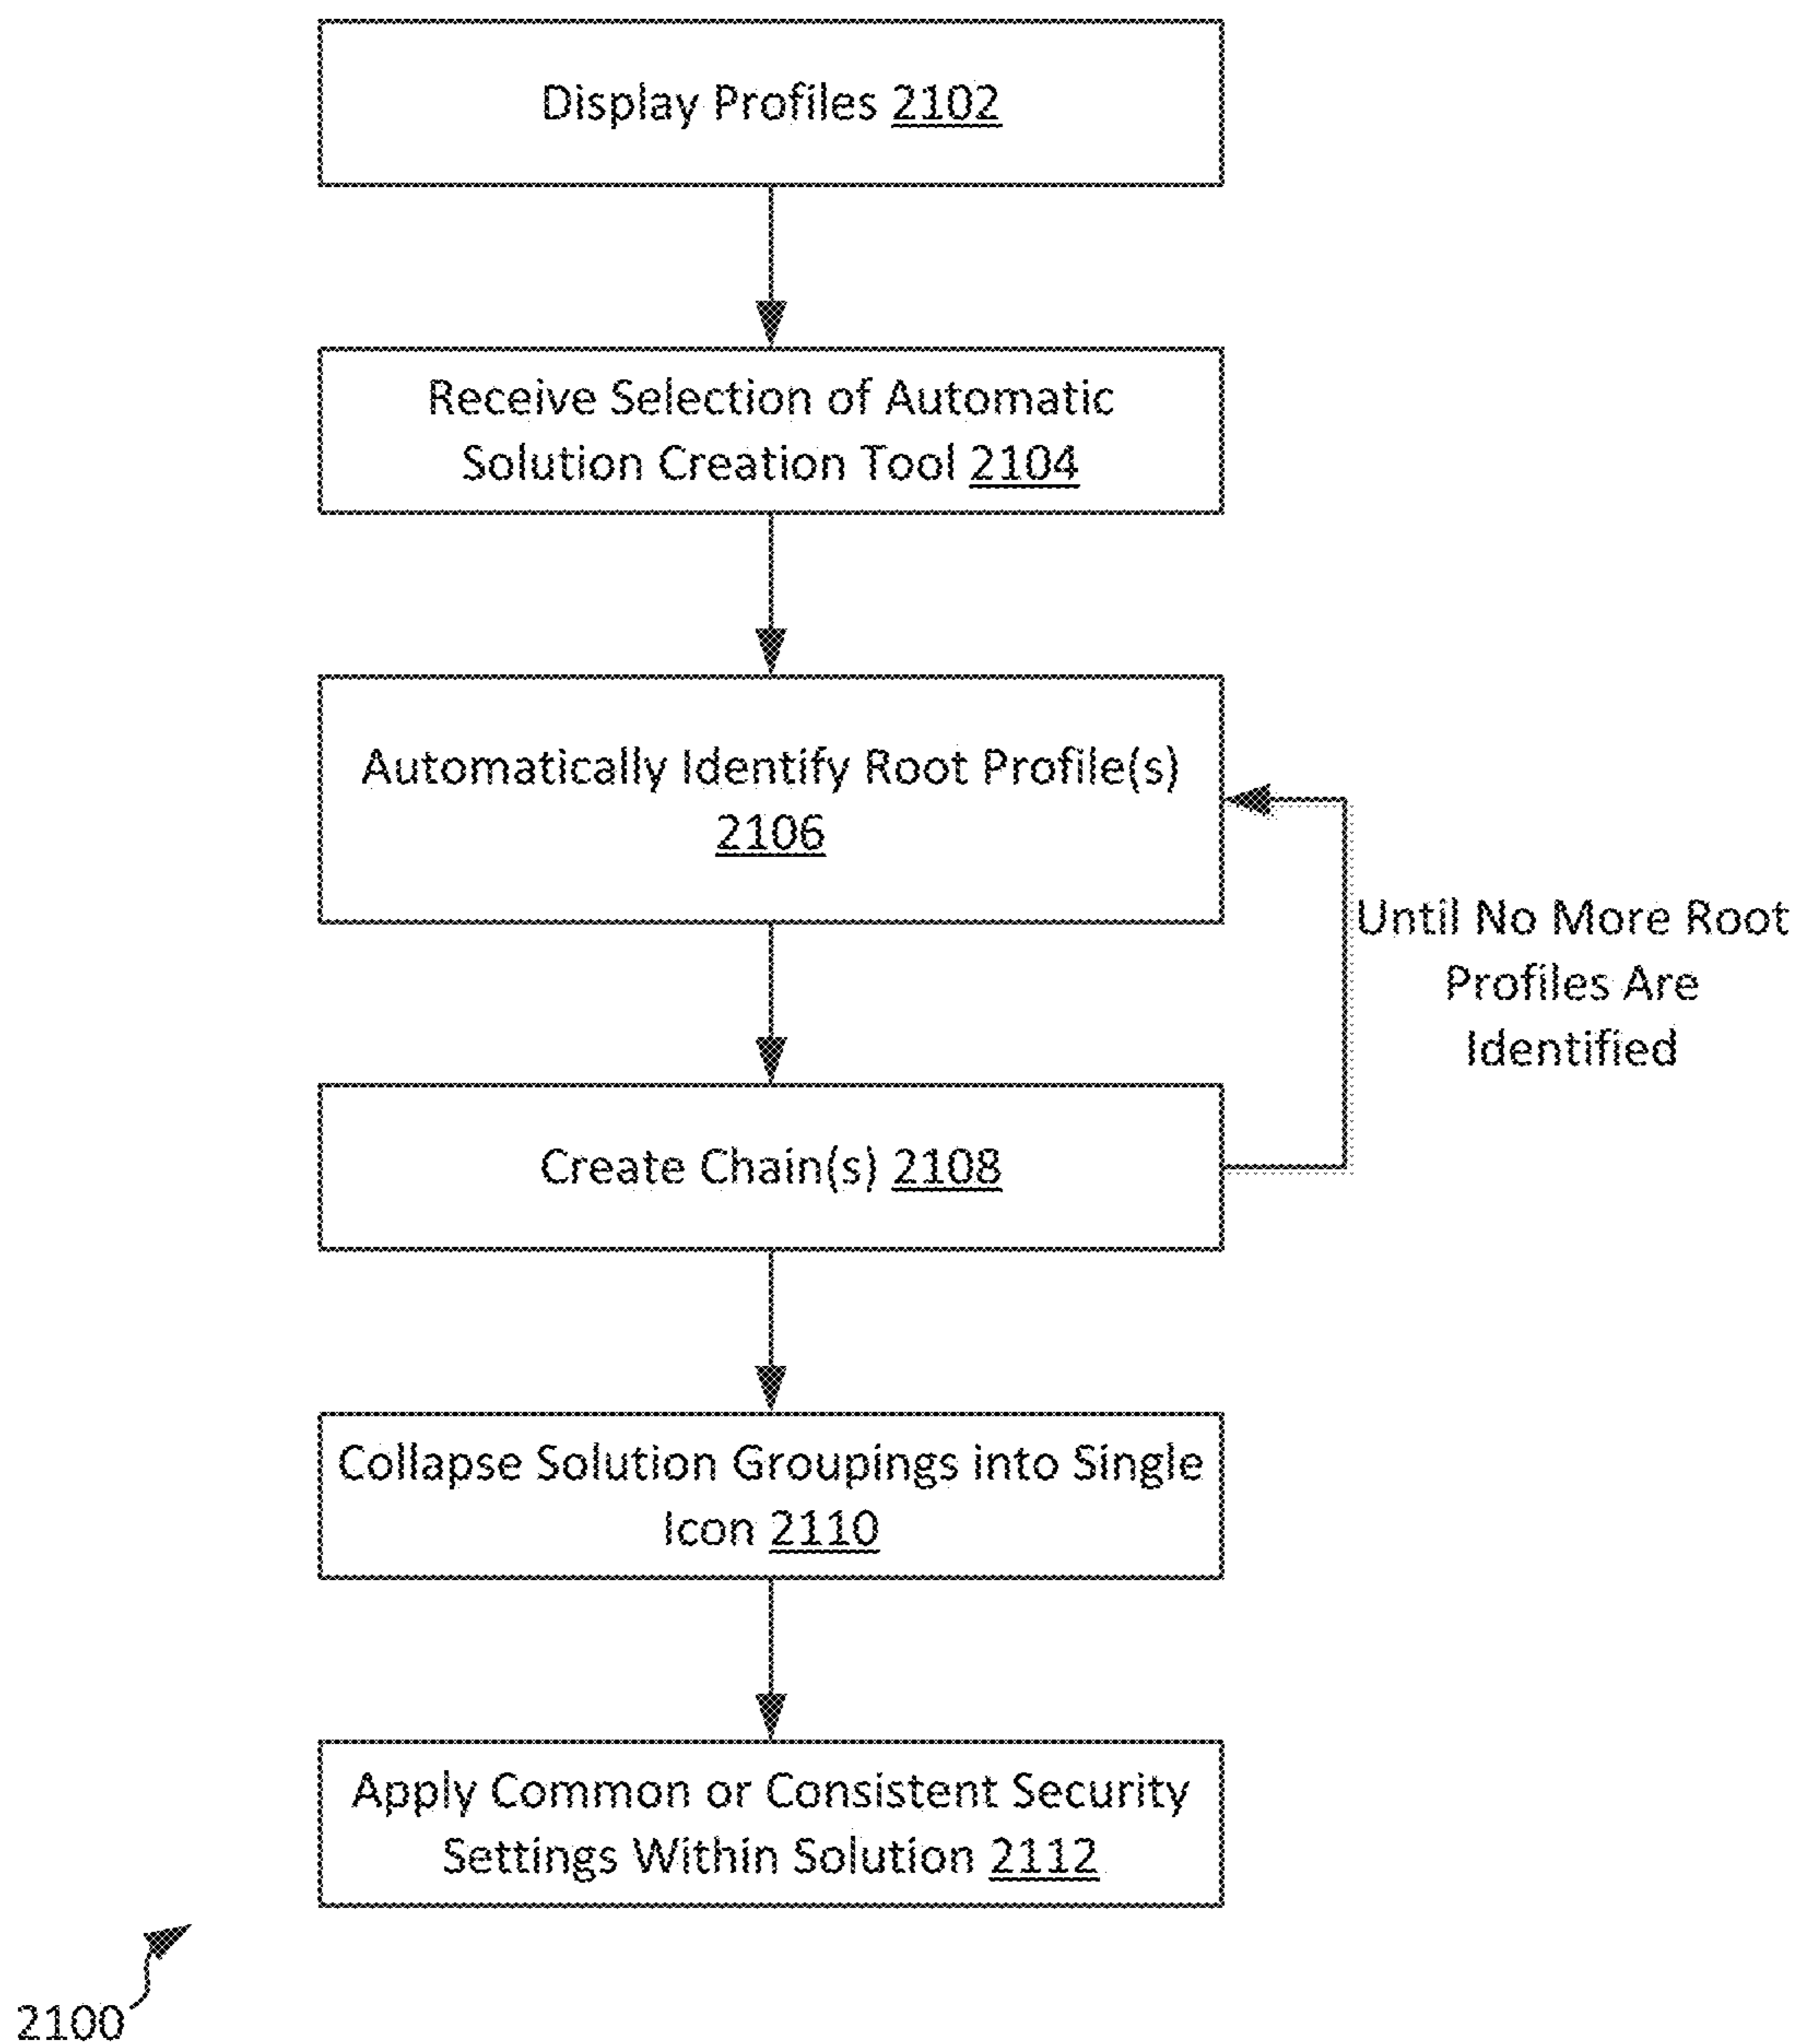 Display Profiles 2102
Receive Selection of Automatic
Solution Creation Tool 2104
Automatically Identify Root Profile(s)
2106
Until No More Root
Profiles Are
Identified
Create Chain(s) 2108
Collapse Solution Groupings into Single
Icon 2110
Apply Common or Consistent Security
Settings Within Solution 2112
2100